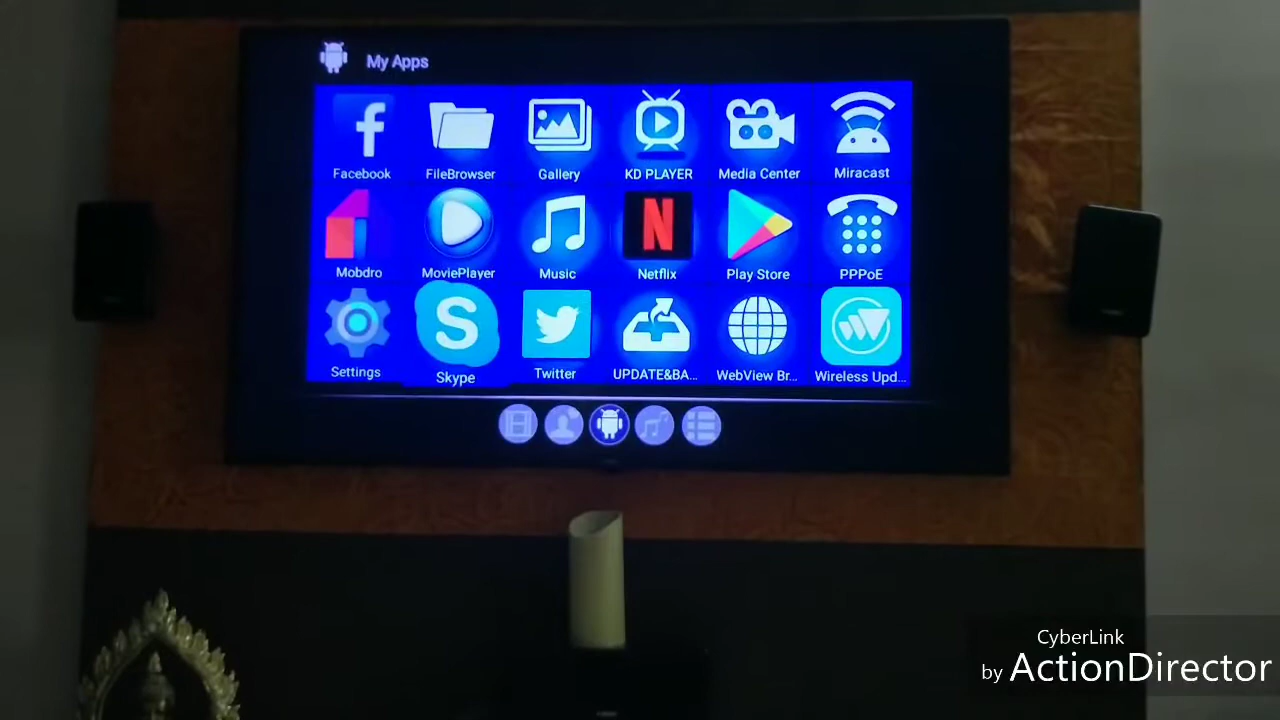 My Apps
Facebook
FileBrowser
Gallery
KD PLAYER
Media Center
Miracast
Mobdro
MoviePlayer
Music
N
Netflix
Play Store
PPPoE
Settings
Skype
Twitter
UPDATE&BA...
WebView Br...
Wireless Upd...
CyberLink
by ActionDirector